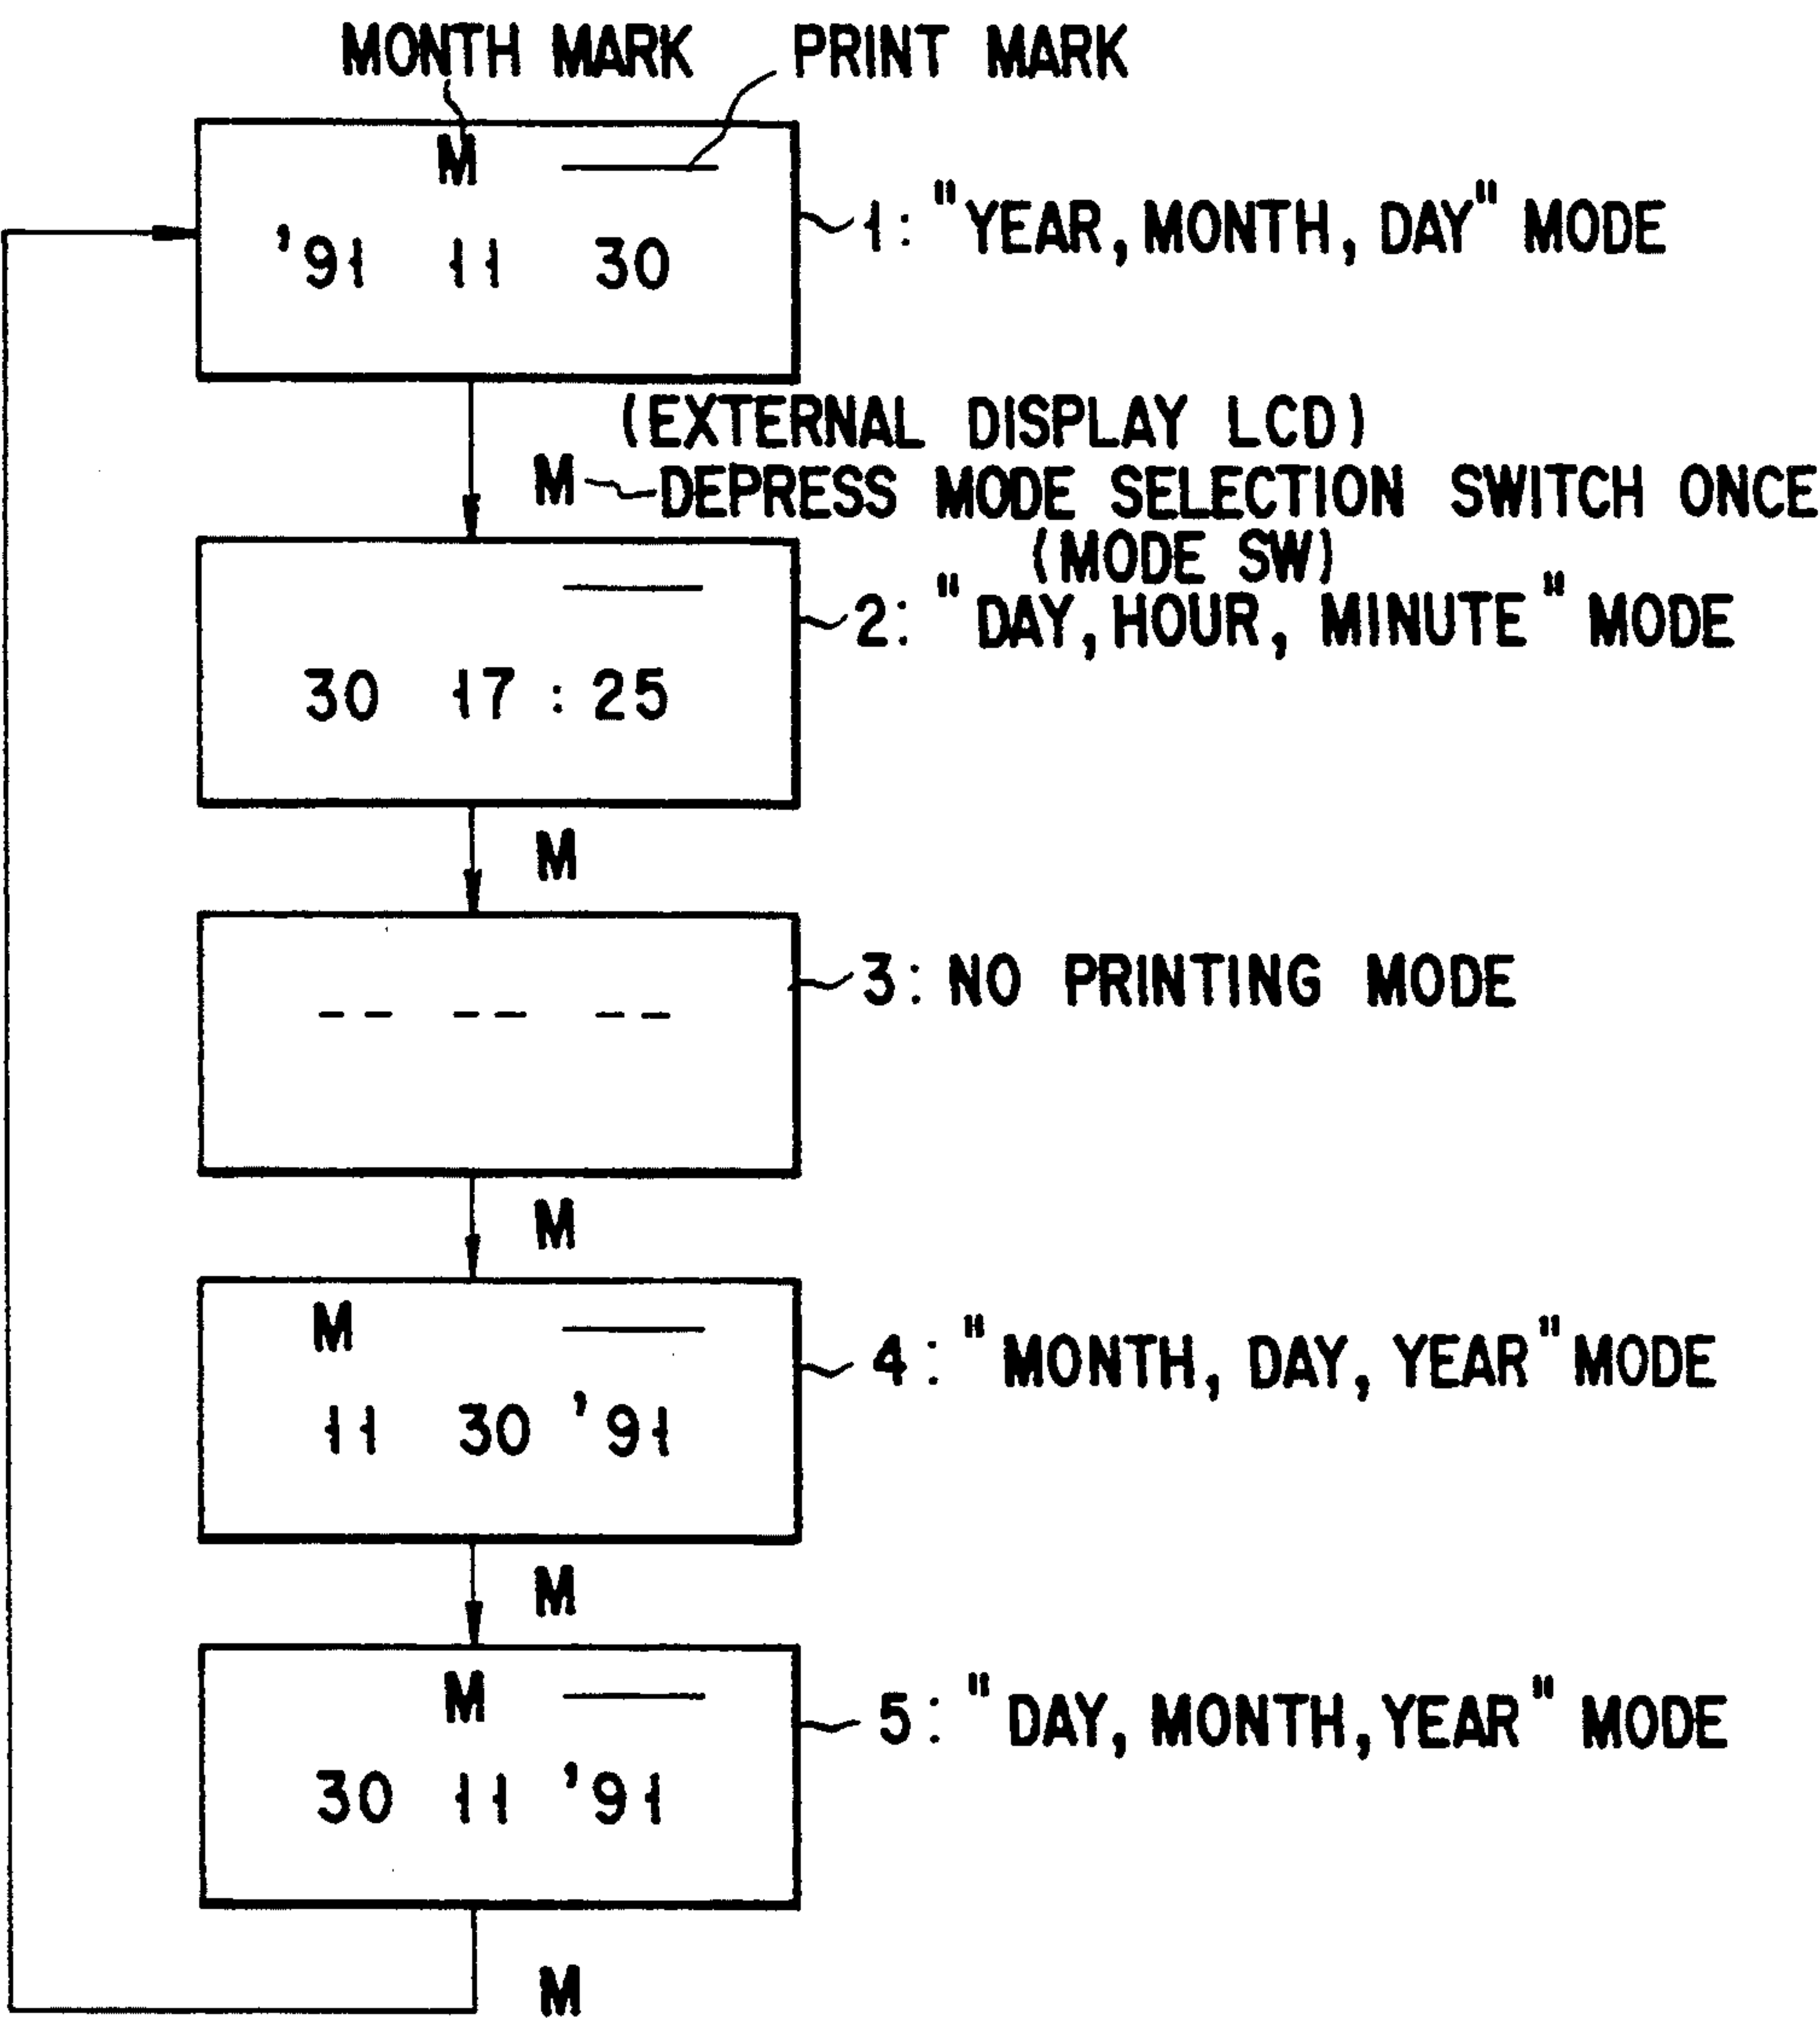 MONTH MARK PRINT MARK
M
'91 11 30
1: "YEAR, MONTH, DAY" MODE
(EXTERNAL DISPLAY LCD)
M DEPRESS MODE SELECTION SWITCH ONCE
(MODE SW)
2: "DAY, HOUR, MINUTE" MODE
30 17 : 25
M
3: NO PRINTING MODE
-- -- --
M
M
4: "MONTH, DAY, YEAR" MODE
11 30 '91
M
M
5: "DAY, MONTH, YEAR" MODE
30 11 '91
M